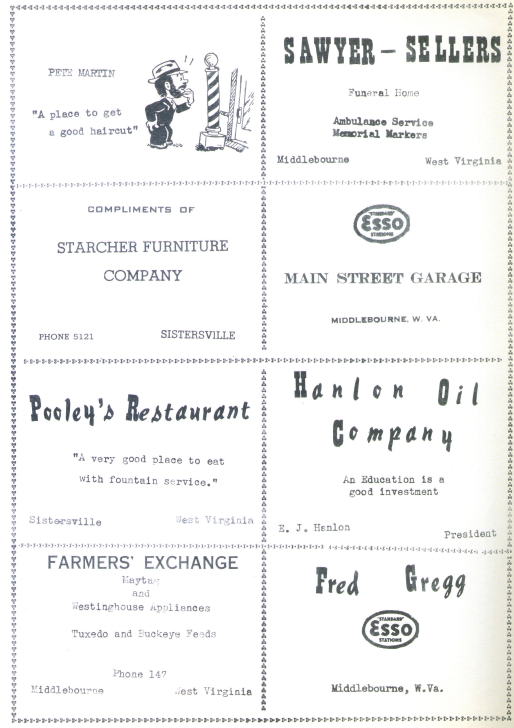 PETE MARTIN
"A place to get
a good haircut"
SAWYER - SELLERS
Funeral Home
Ambulance Service
Memorial Markers
Middlebourne West Virginia
COMPLIMENTS OF
STARCHER FURNITURE
COMPANY
PHONE 5121 SISTERSVILLE
STANDARD
ESSO
STATIONS
MAIN STREET GARAGE
MIDDLEBOURNE, W. VA.
Pooley's Restaurant
"A very good place to eat
with fountain service."
Sistersville West Virginia
Hanlon Oil
Company
An Education is a
good investment
E. J. Hanlon
President
FARMERS' EXCHANGE
Maytag
and
Westinghouse Appliances
Tuxedo and Buckeye Feeds
Phone 147
Middlebourne West Virginia
Fred Gregg
STANDARD
ESSO
STATIONS
Middlebourne, W.Va.